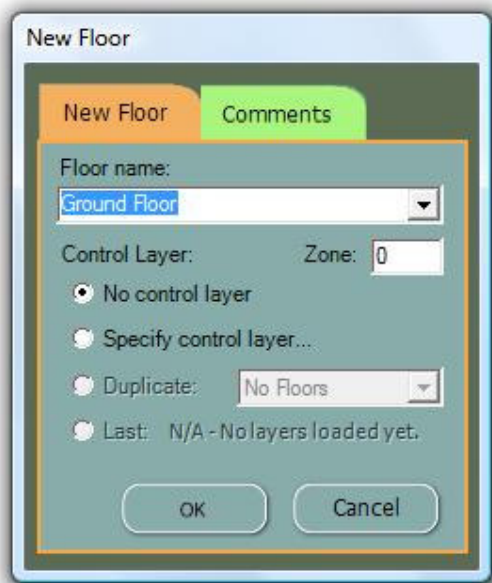 New Floor
New Floor Comments
Floor name:
Ground Floor
Control Layer: Zone: 0
No control layer
Specify control layer...
Duplicate: No Floors
Last: N/A - No layers loaded yet.
OK Cancel